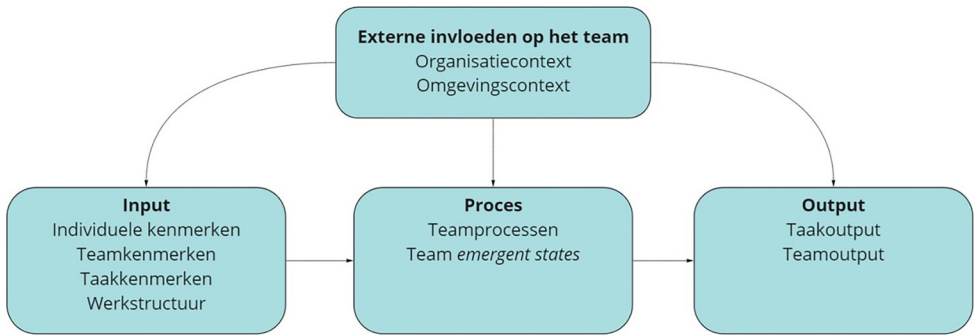 Externe invloeden op het team
Organisatiecontext
Omgevingscontext
Input
Individuele kenmerken
Teamkenmerken
Taakkenmerken
Werkstructuur
Proces
Teamprocessen
Team emergent states
Output
Taakoutput
Teamoutput